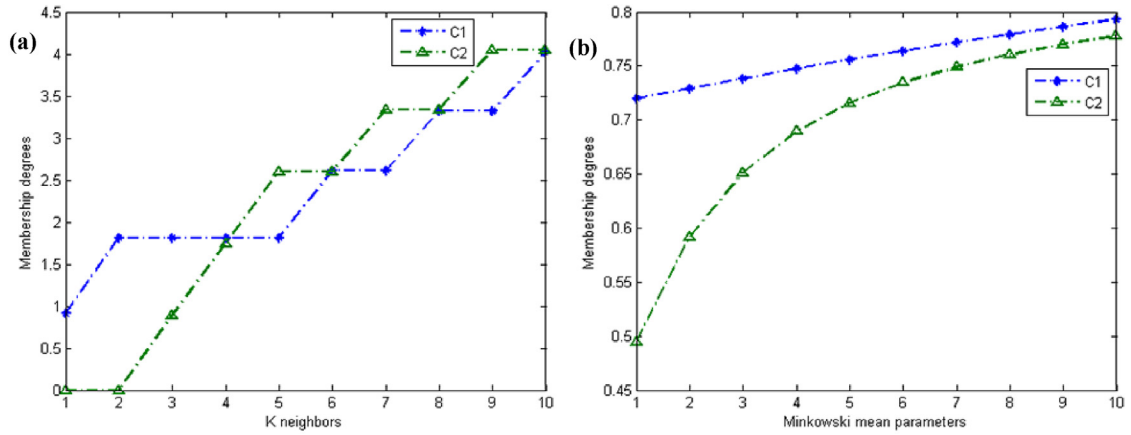 (a)
Membership degrees
4.5
4
3.5
3
2.5
2
1.5
1
0.5
0
1 2 3 4 5 6 7 8 9 10
K neighbors
C1
C2
(b)
Membership degrees
0.8
0.75
0.7
0.65
0.6
0.55
0.5
0.45
1 2 3 4 5 6 7 8 9 10
Minkowski mean parameters
C1
C2